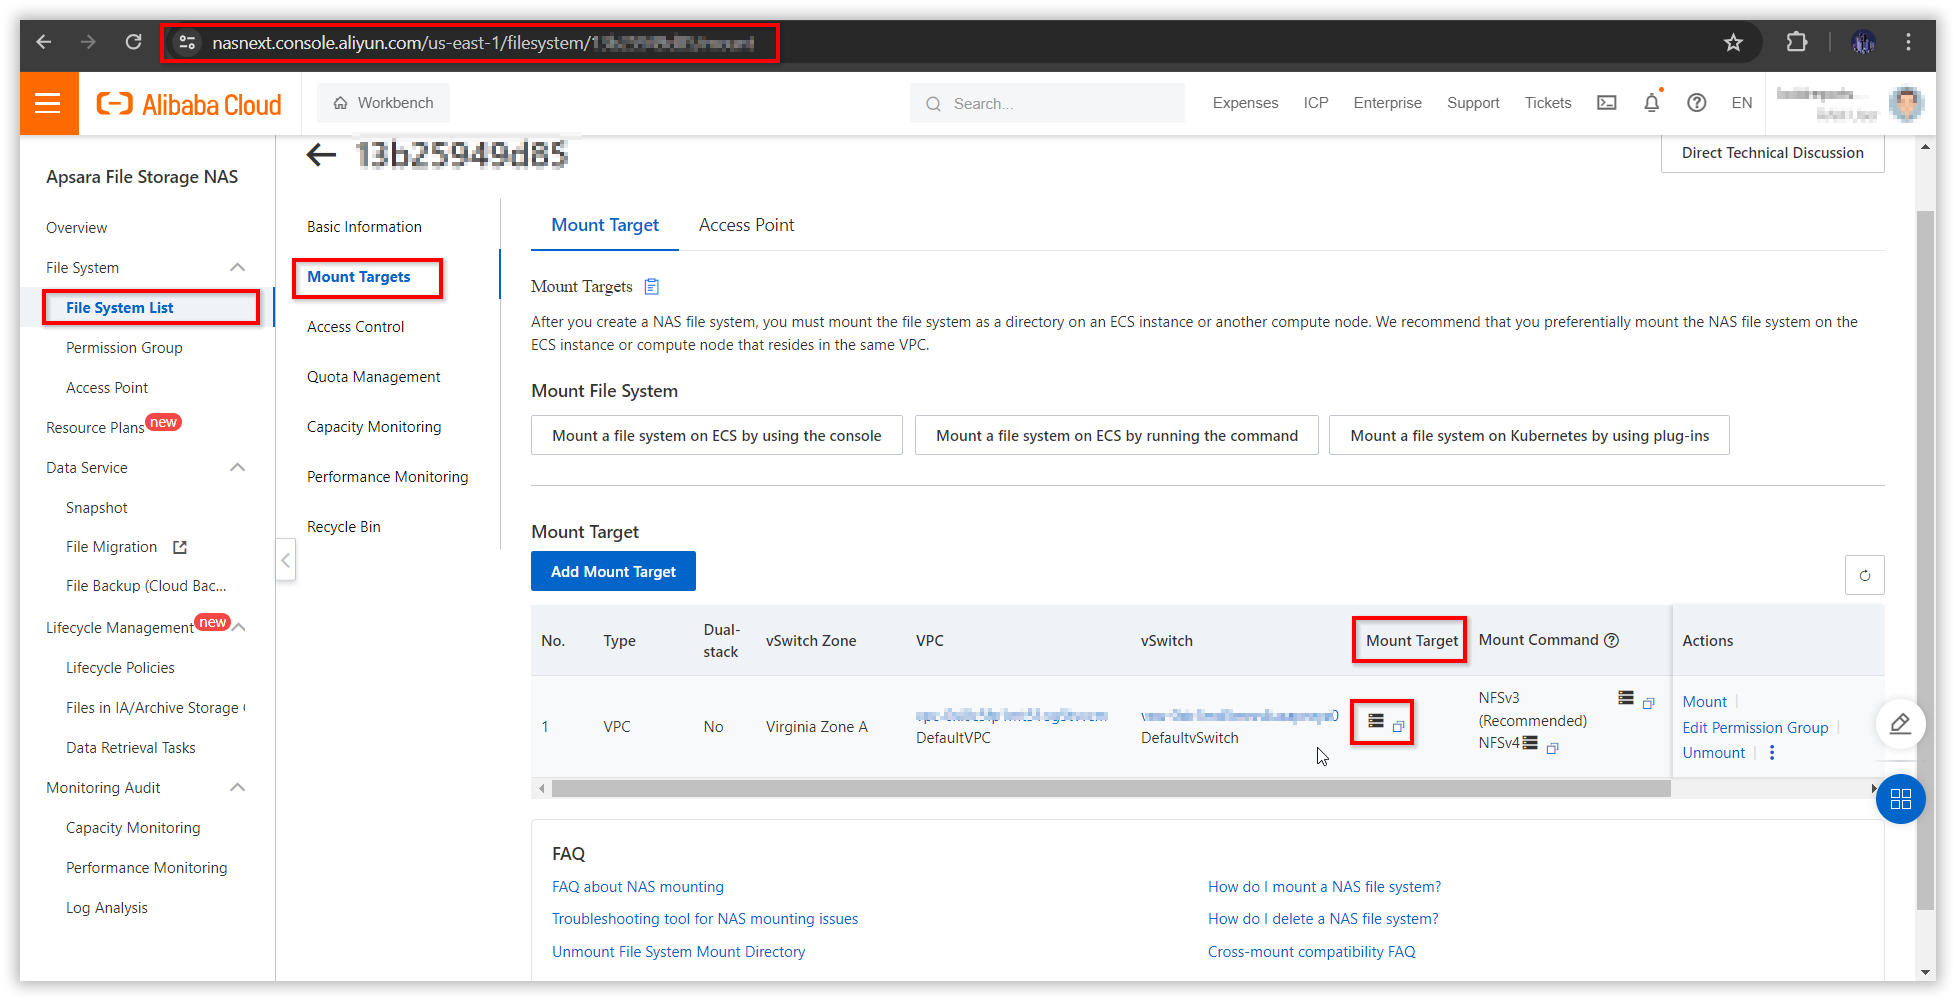 nasnext.console.aliyun.com/us-east-1/filesystem/
Alibaba Cloud
Workbench
Search...
Expenses
ICP
Enterprise
Support
Tickets
EN
Apsara File Storage NAS
Overview
File System
File System List
Permission Group
Access Point
Resource Plans new
Data Service
Snapshot
File Migration
File Backup (Cloud Bac...
Lifecycle Management new
Lifecycle Policies
Files in IA/Archive Storage
Data Retrieval Tasks
Monitoring Audit
Capacity Monitoring
Performance Monitoring
Log Analysis
13b25949d85
Direct Technical Discussion
Basic Information
Mount Targets
Access Control
Quota Management
Capacity Monitoring
Performance Monitoring
Recycle Bin
Mount Target
Access Point
Mount Targets
After you create a NAS file system, you must mount the file system as a directory on an ECS instance or another compute node. We recommend that you preferentially mount the NAS file system on the
ECS instance or compute node that resides in the same VPC.
Mount File System
Mount a file system on ECS by using the console
Mount a file system on ECS by running the command
Mount a file system on Kubernetes by using plug-ins
Mount Target
Add Mount Target
No.
Type
Dual-
stack
vSwitch Zone
VPC
vSwitch
Mount Target
Mount Command
Actions
1
VPC
No
Virginia Zone A
DefaultVPC
DefaultvSwitch
NFSv3
(Recommended)
NFSv4
Mount
Edit Permission Group
Unmount
FAQ
FAQ about NAS mounting
How do I mount a NAS file system?
Troubleshooting tool for NAS mounting issues
How do I delete a NAS file system?
Unmount File System Mount Directory
Cross-mount compatibility FAQ